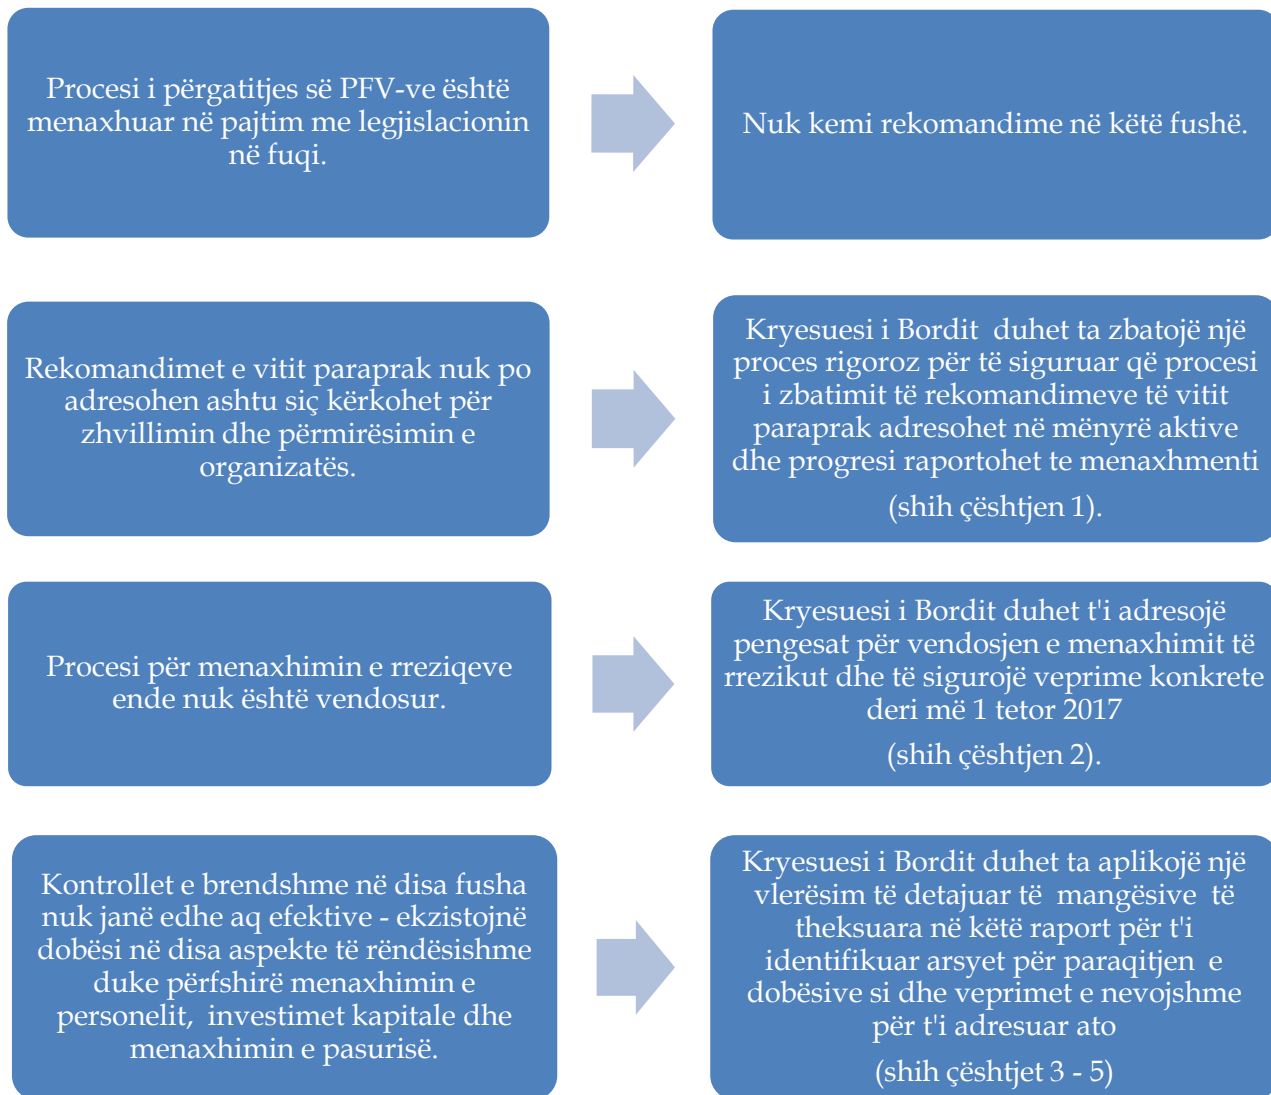 Procesi i përgatitjes së PFV-ve është
menaxhuar në pajtim me legjislacionin
në fuqi.
Nuk kemi rekomandime në këtë fushë.
Rekomandimet e vitit paraprak nuk po
adresohen ashtu siç kërkohet për
zhvillimin dhe përmirësimin e
organizatës.
Kryesuesi i Bordit duhet ta zbatojë një
proces rigoroz për të siguruar që procesi
i zbatimit të rekomandimeve të vitit
paraprak adresohet në mënyrë aktive
dhe progresi raportohet te menaxhmenti
(shih çështjen 1).
Procesi për menaxhimin e rreziqeve
ende nuk është vendosur.
Kryesuesi i Bordit duhet t'i adresojë
pengesat për vendosjen e menaxhimit të
rrezikut dhe të sigurojë veprime konkrete
deri më 1 tetor 2017
(shih çështjen 2).
Kontrollet e brendshme në disa fusha
nuk janë edhe aq efektive - ekzistojnë
dobësi në disa aspekte të rëndësishme
duke përfshirë menaxhimin e
personelit, investimet kapitale dhe
menaxhimin e pasurisë.
Kryesuesi i Bordit duhet ta aplikojë një
vlerësim të detajuar të mangësive të
theksuara në këtë raport për t'i
identifikuar arsyet për paraqitjen e
dobësive si dhe veprimet e nevojshme
për t'i adresuar ato
(shih çështjet 3 - 5)